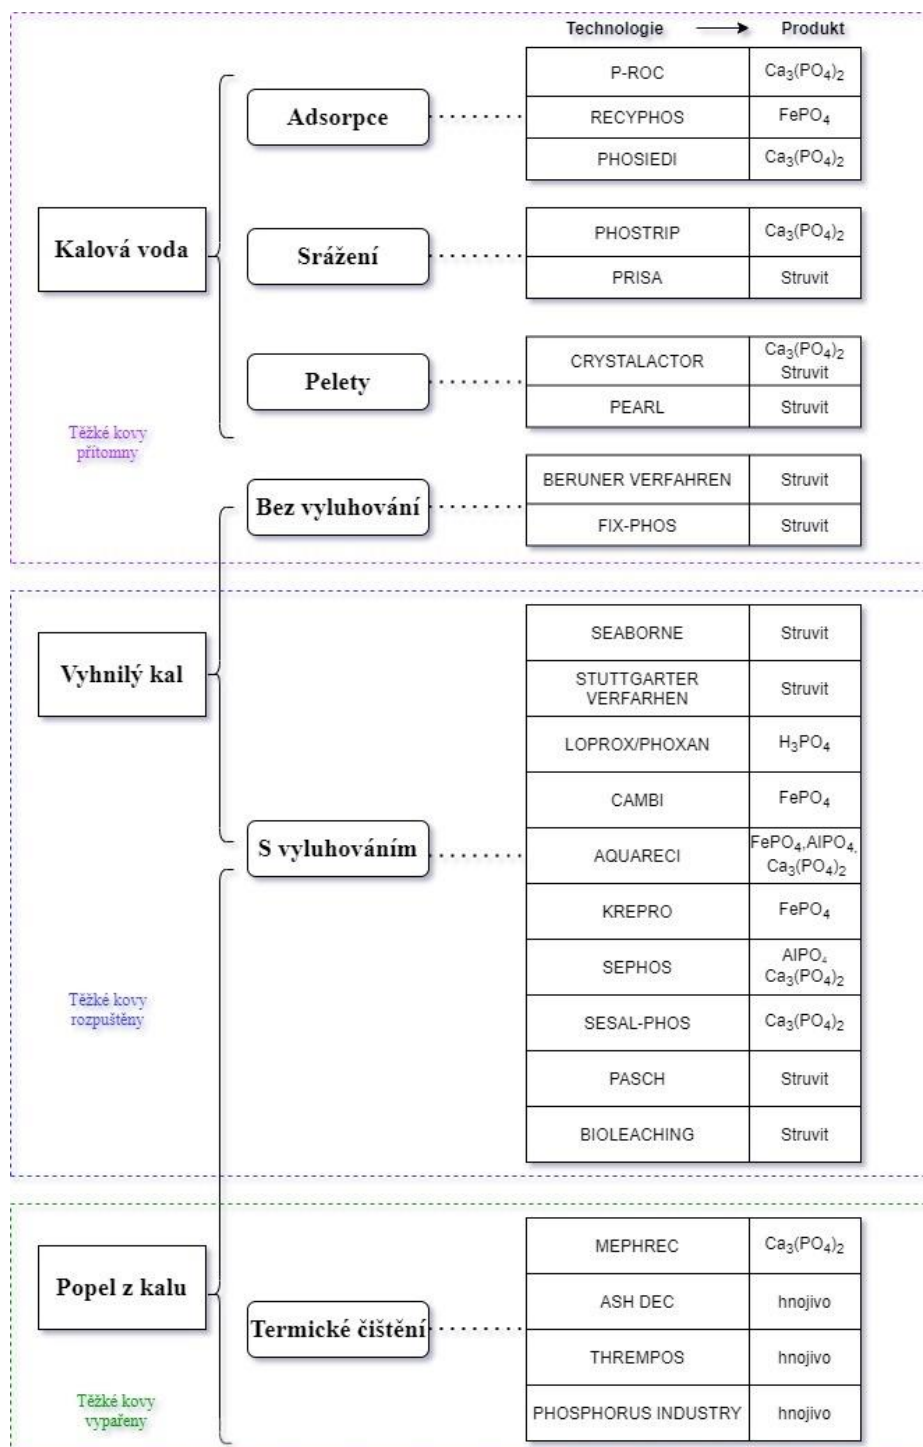 Technologie Produkt
Kalová voda
Těžké kovy
přítomny
Adsorpce
P-ROC Ca3(PO4)2
RECYPHOS FePO4
PHOSIEDI Ca3(PO4)2
Srážení
PHOSTRIP Ca3(PO4)2
PRISA Struvit
Pelety
CRYSTALACTOR Ca3(PO4)2
Struvit
PEARL Struvit
Bez vyluhování
BERUNER VERFAHREN Struvit
FIX-PHOS Struvit
Vyhnilý kal
Těžké kovy
rozpuštěny
S vyluhováním
SEABORNE Struvit
STUTTGARTER
VERFARHEN Struvit
LOPROX/PHOXAN H3PO4
CAMBI FePO4
AQUARECI FePO4,AlPO4,
Ca3(PO4)2
KREPRO FePO4
SEPHOS AlPO4
Ca3(PO4)2
SESAL-PHOS Ca3(PO4)2
PASCH Struvit
BIOLEACHING Struvit
Popel z kalu
Těžké kovy
vypařeny
Termické čištění
MEPHREC Ca3(PO4)2
ASH DEC hnojivo
THREMPOS hnojivo
PHOSPHORUS INDUSTRY hnojivo